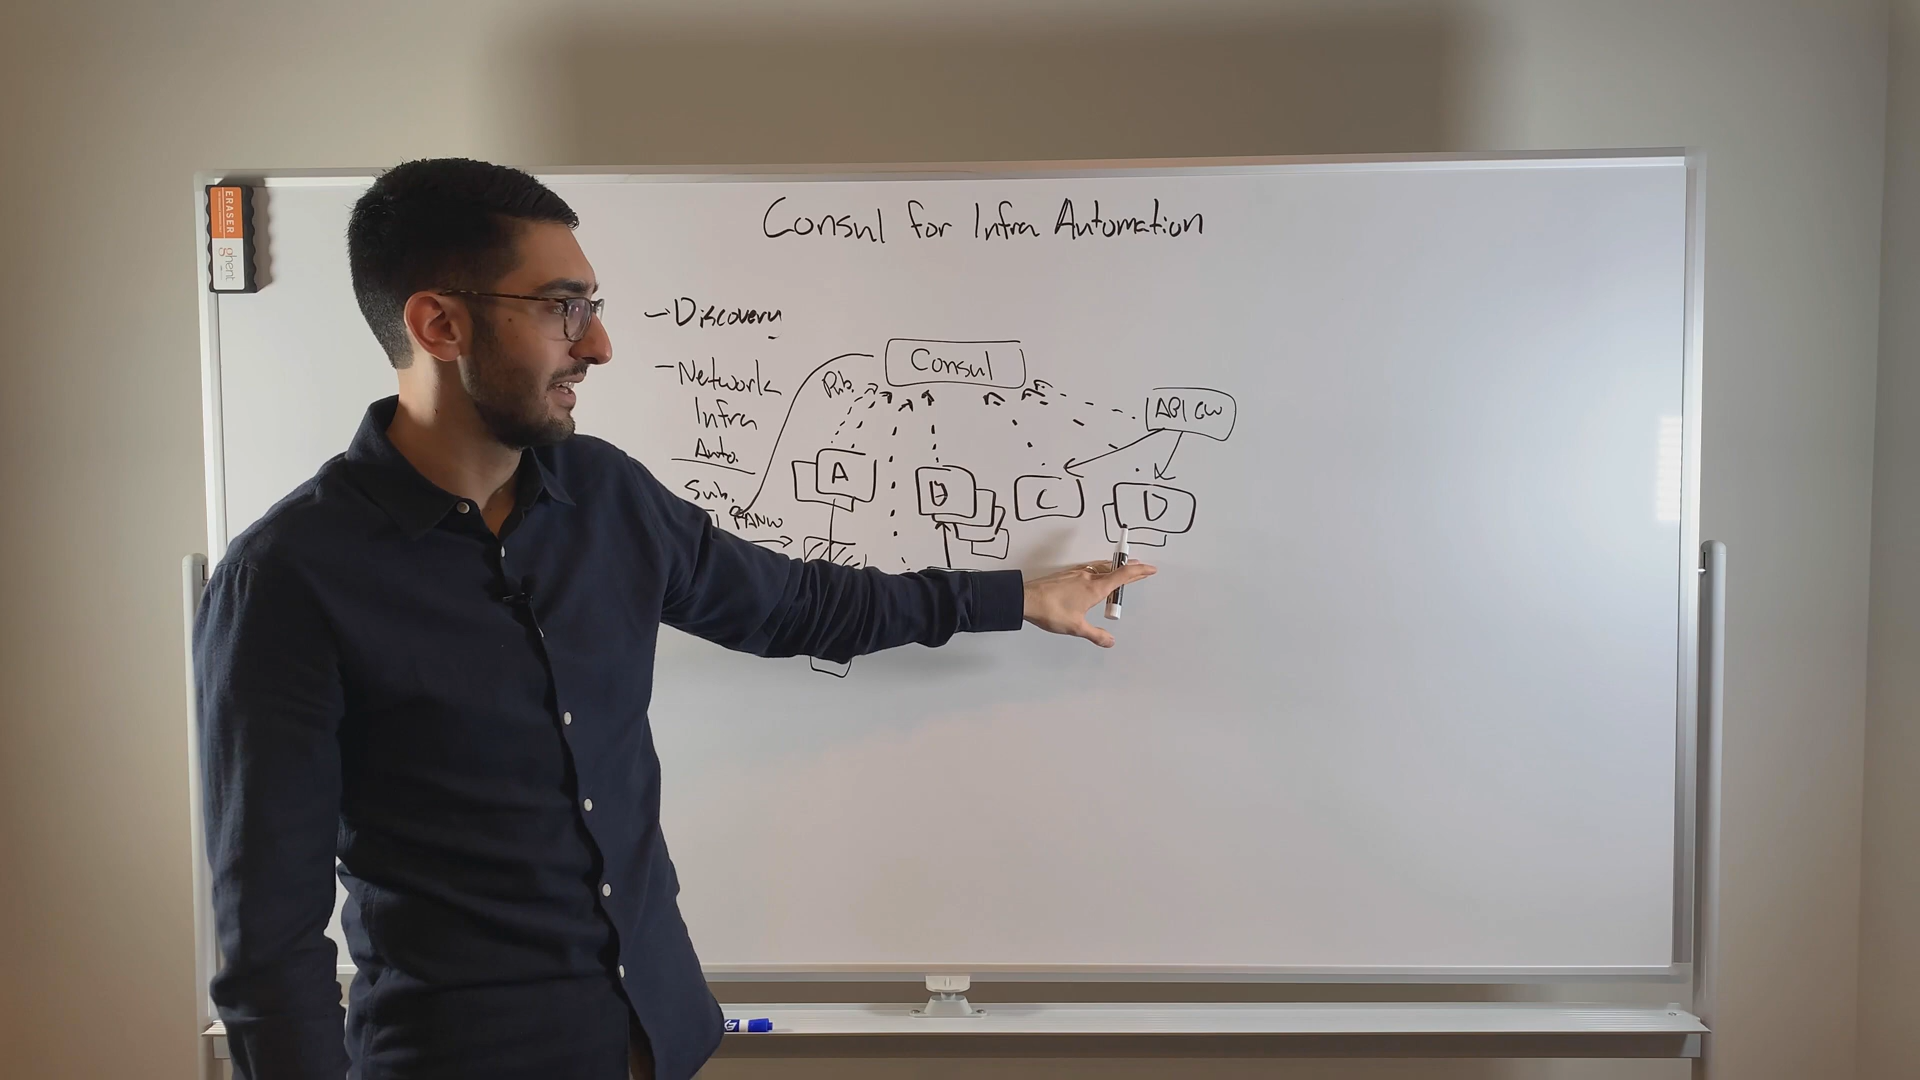 Consul for Infra Automation
ERASER
ghent
- Discovery
- Network
Infra
Auto.
Sub.
PANW
Consul
Pub.
API GW
A
B
C
D